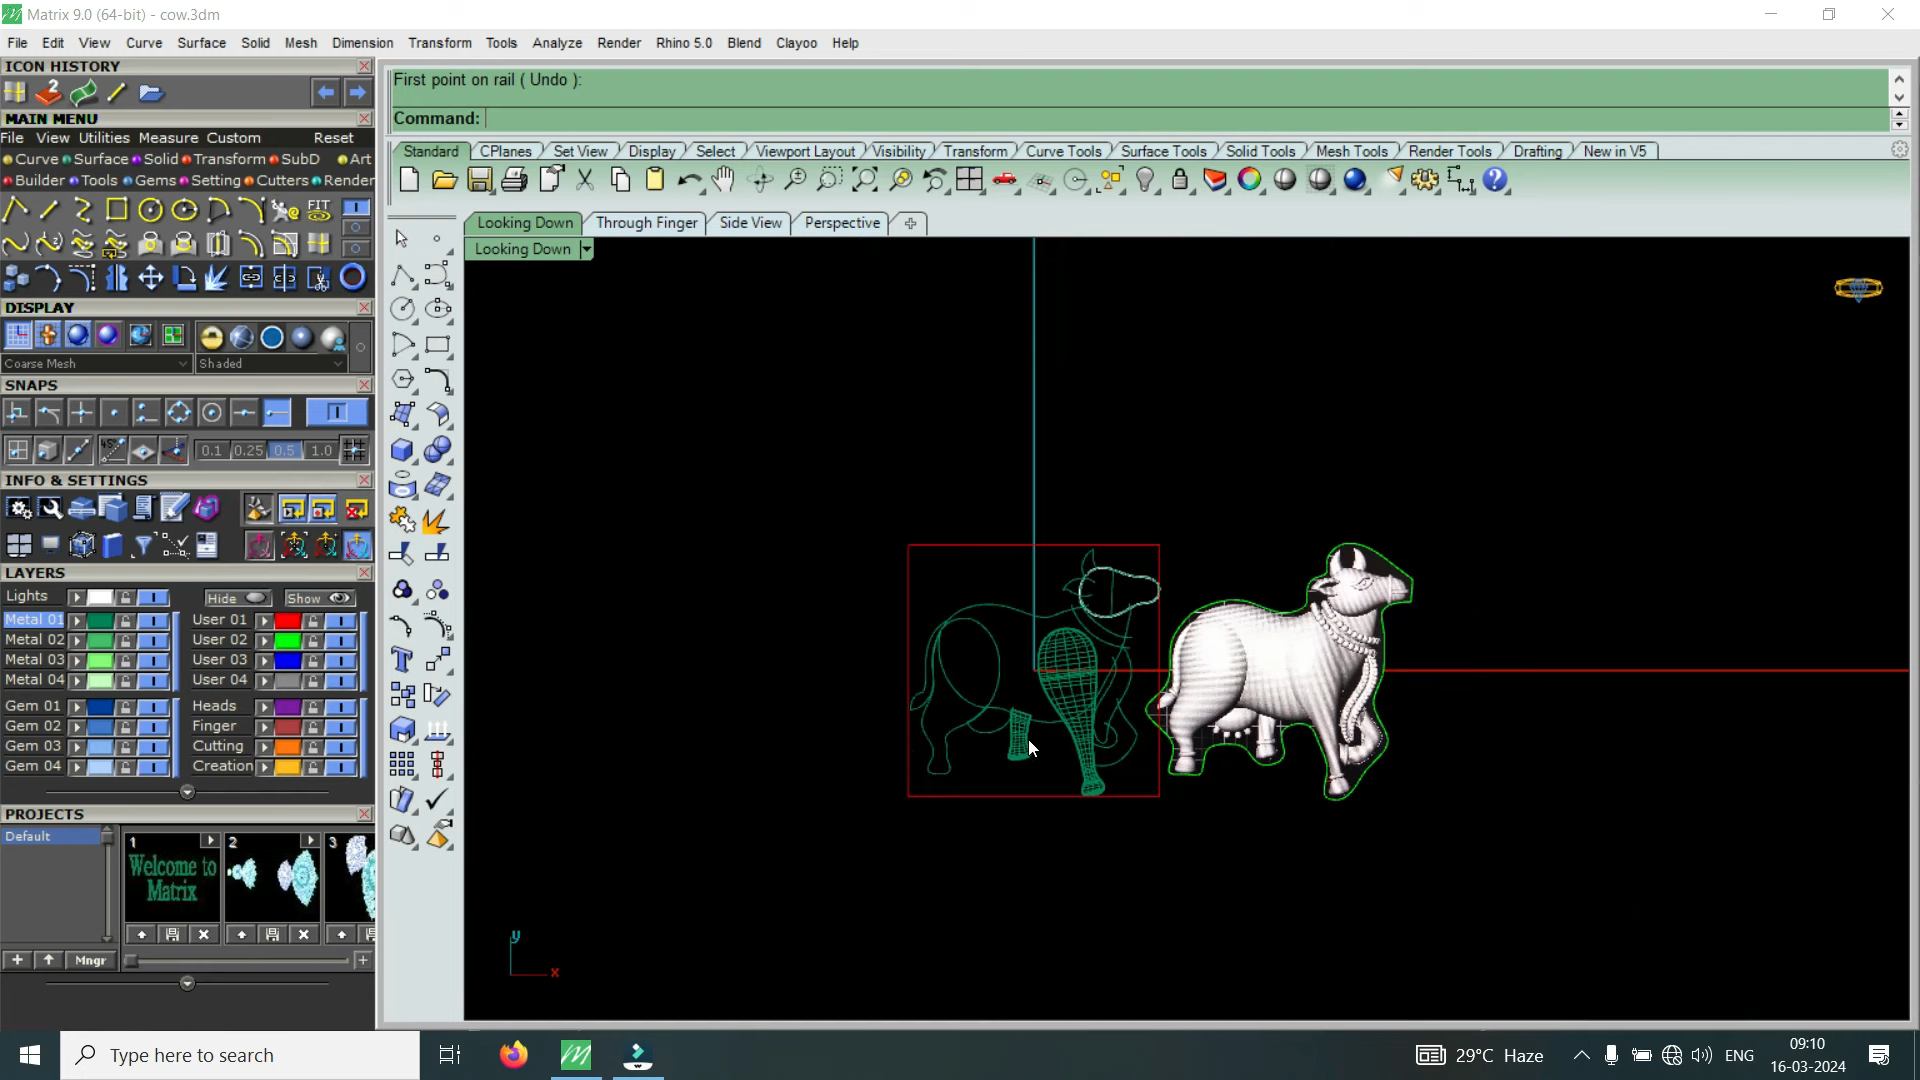 Matrix 9.0 (64-bit) - cow.3dm
File Edit View Curve Surface Solid Mesh Dimension Transform Tools Analyze Render Rhino 5.0 Blend Clayoo Help
ICON HISTORY
MAIN MENU
File View Utilities Measure Custom Reset
Curve Surface Solid Transform SubD Art
Builder Tools Gems Setting Cutters Render
FIT
DISPLAY
Coarse Mesh Shaded
SNAPS
0.1 0.25 0.5 1.0
INFO & SETTINGS
LAYERS
Lights Hide Show
Metal 01 User 01
Metal 02 User 02
Metal 03 User 03
Metal 04 User 04
Gem 01 Heads
Gem 02 Finger
Gem 03 Cutting
Gem 04 Creation
PROJECTS
Default
1 2 3
Welcome to
Matrix
Mngr
First point on rail ( Undo ):
Command:
Standard CPlanes Set View Display Select Viewport Layout Visibility Transform Curve Tools Surface Tools Solid Tools Mesh Tools Render Tools Drafting New in V5
Looking Down Through Finger Side View Perspective
Looking Down
y
x
Type here to search
29°C Haze
ENG
09:10
16-03-2024